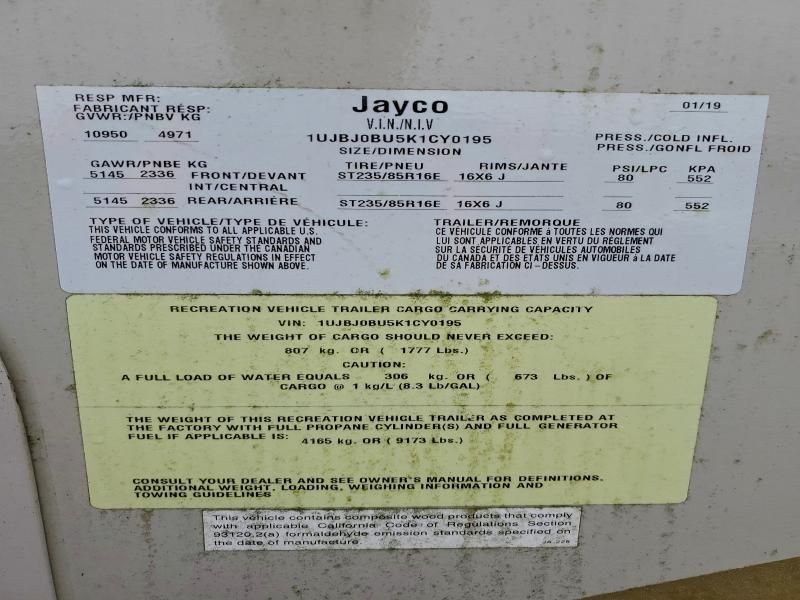 RESP MFR:
FABRICANT RÉSP:
GVWR:/PNBV KG
10950 4971
Jayco
V.I.N./N.I.V
1UJBJ0BU5K1CY0195
SIZE/DIMENSION
01/19
PRESS./COLD INFL.
PRESS./GONFL FROID
GAWR/PNBE KG TIRE/PNEU RIMS/JANTE PSI/LPC KPA
5145 2336 FRONT/DEVANT ST235/85R16E 16X6 J 80 552
INT/CENTRAL
5145 2336 REAR/ARRIÈRE ST235/85R16E 16X6 J 80 552
TYPE OF VEHICLE/TYPE DE VÉHICULE: TRAILER/REMORQUE
THIS VEHICLE CONFORMS TO ALL APPLICABLE U.S.
FEDERAL MOTOR VEHICLE SAFETY STANDARDS AND
STANDARDS PRESCRIBED UNDER THE CANADIAN
MOTOR VEHICLE SAFETY REGULATIONS IN EFFECT
ON THE DATE OF MANUFACTURE SHOWN ABOVE.
CE VÉHICULE CONFORME à TOUTES LES NORMES QUI
LUI SONT APPLICABLES EN VERTU DU RÉGLEMENT
SUR LA SÉCURITÉ DE VÉHICULES AUTOMOBILES
DU CANADA ET DES ÉTATS UNIS EN VIGUEUR à LA DATE
DE SA FABRICATION CI-DESSUS.
RECREATION VEHICLE TRAILER CARGO CARRYING CAPACITY
VIN: 1UJBJ0BU5K1CY0195
THE WEIGHT OF CARGO SHOULD NEVER EXCEED:
807 kg. OR ( 1777 Lbs.)
CAUTION:
A FULL LOAD OF WATER EQUALS 306 kg. OR ( 673 Lbs. ) OF
CARGO @ 1 kg/L (8.3 Lb/GAL)
THE WEIGHT OF THIS RECREATION VEHICLE TRAILER AS COMPLETED AT
THE FACTORY WITH FULL PROPANE CYLINDER(S) AND FULL GENERATOR
FUEL IF APPLICABLE IS: 4165 kg. OR ( 9173 Lbs.)
CONSULT YOUR DEALER AND SEE OWNER'S MANUAL FOR DEFINITIONS,
ADDITIONAL WEIGHT, LOADING, WEIGHING INFORMATION AND
TOWING GUIDELINES
This vehicle contains composite wood products that comply
with applicable California Code of Regulations Section
93120.2(a) formaldehyde emission standards specified on
the date of manufacture.